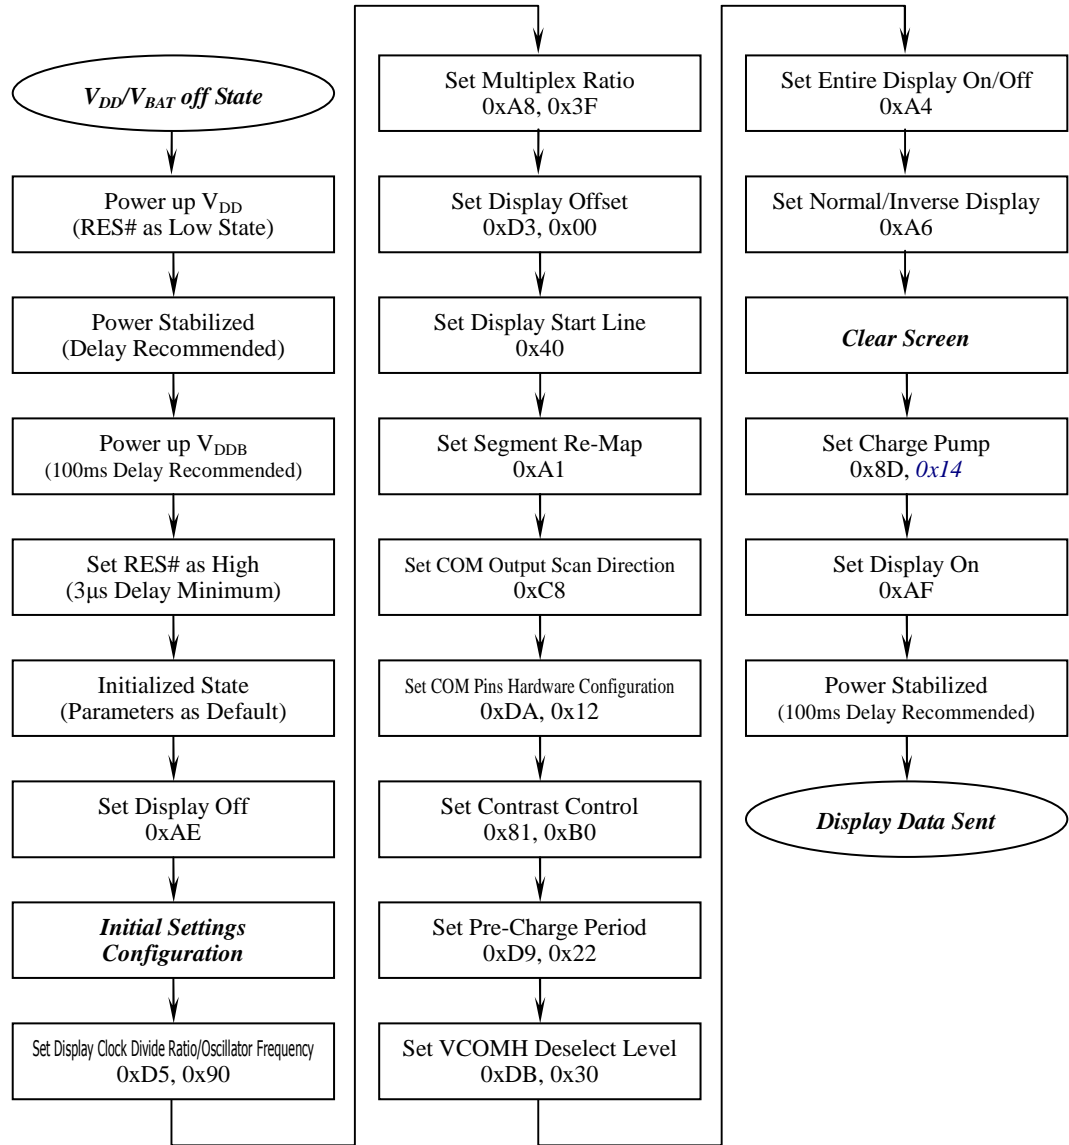 V_DD/V_BAT off State
Power up V_DD
(RES# as Low State)
Power Stabilized
(Delay Recommended)
Power up V_DDB
(100ms Delay Recommended)
Set RES# as High
(3μs Delay Minimum)
Initialized State
(Parameters as Default)
Set Display Off
0xAE
Initial Settings
Configuration
Set Display Clock Divide Ratio/Oscillator Frequency
0xD5, 0x90
Set Multiplex Ratio
0xA8, 0x3F
Set Display Offset
0xD3, 0x00
Set Display Start Line
0x40
Set Segment Re-Map
0xA1
Set COM Output Scan Direction
0xC8
Set COM Pins Hardware Configuration
0xDA, 0x12
Set Contrast Control
0x81, 0xB0
Set Pre-Charge Period
0xD9, 0x22
Set VCOMH Deselect Level
0xDB, 0x30
Set Entire Display On/Off
0xA4
Set Normal/Inverse Display
0xA6
Clear Screen
Set Charge Pump
0x8D, 0x14
Set Display On
0xAF
Power Stabilized
(100ms Delay Recommended)
Display Data Sent